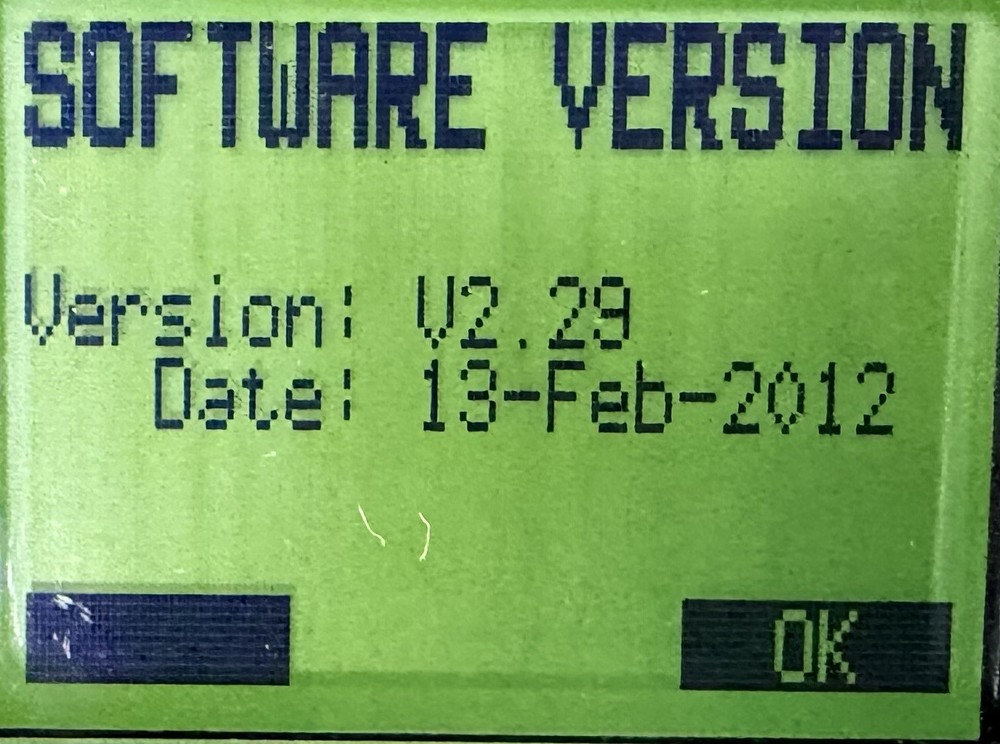 SOFTWARE VERSION
Version: V2.29
Date: 13-Feb-2012
OK